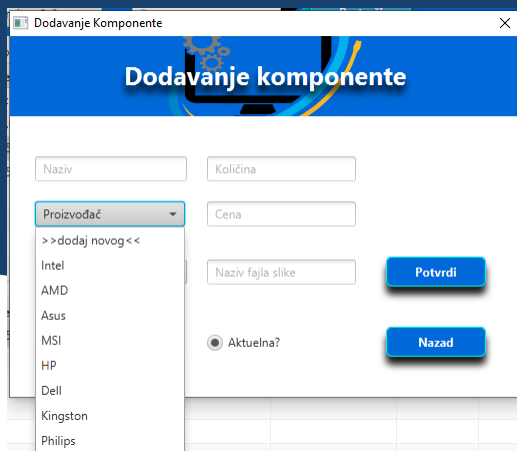 Dodavanje Komponente
Dodavanje komponente
Naziv
Količina
Proizvođač
Cena
>>dodaj novog<<
Intel
AMD
Asus
MSI
HP
Dell
Kingston
Philips
Naziv fajla slike
Potvrdi
Aktuelna?
Nazad